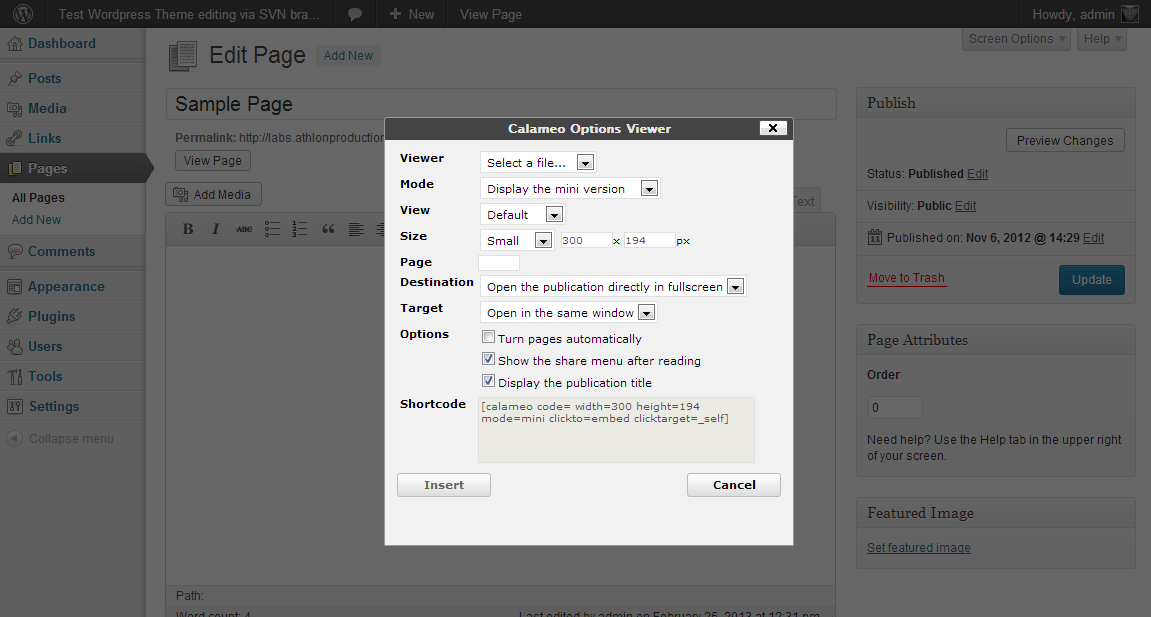 Test Wordpress Theme editing via SVN bra...
+ New
View Page
Howdy, admin
Dashboard
Posts
Media
Links
Pages
All Pages
Add New
Comments
Appearance
Plugins
Users
Tools
Settings
Collapse menu
Screen Options
Help
Edit Page
Add New
Sample Page
Permalink: http://labs.athlonproduction
View Page
Add Media
ext
B I ABC
Calameo Options Viewer
Viewer
Select a file...
Mode
Display the mini version
View
Default
Size
Small
300 x 194 px
Page
Destination
Open the publication directly in fullscreen
Target
Open in the same window
Options
Turn pages automatically
Show the share menu after reading
Display the publication title
Shortcode
[calameo code= width=300 height=194
mode=mini clickto=embed clicktarget=_self]
Insert
Cancel
Path:
Word count: 4
Last edited by admin on February 26, 2013 at 12:31 pm
Publish
Preview Changes
Status: Published Edit
Visibility: Public Edit
Published on: Nov 6, 2012 @ 14:29 Edit
Move to Trash
Update
Page Attributes
Order
0
Need help? Use the Help tab in the upper right
of your screen.
Featured Image
Set featured image